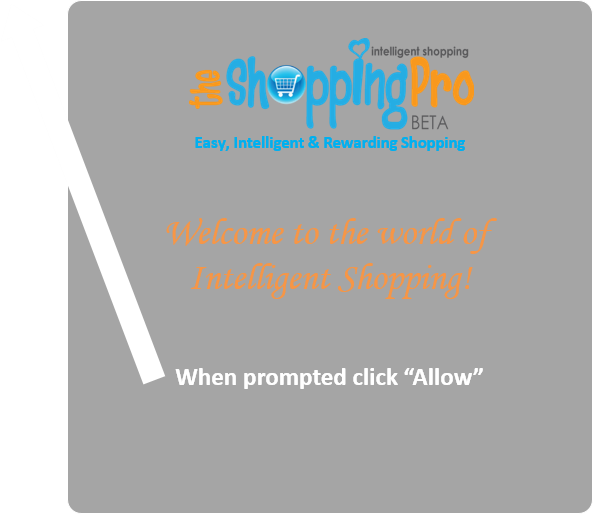 intelligent shopping
the shoppingPro
BETA
Easy, Intelligent & Rewarding Shopping
Welcome to the world of
Intelligent Shopping!
When prompted click “Allow”